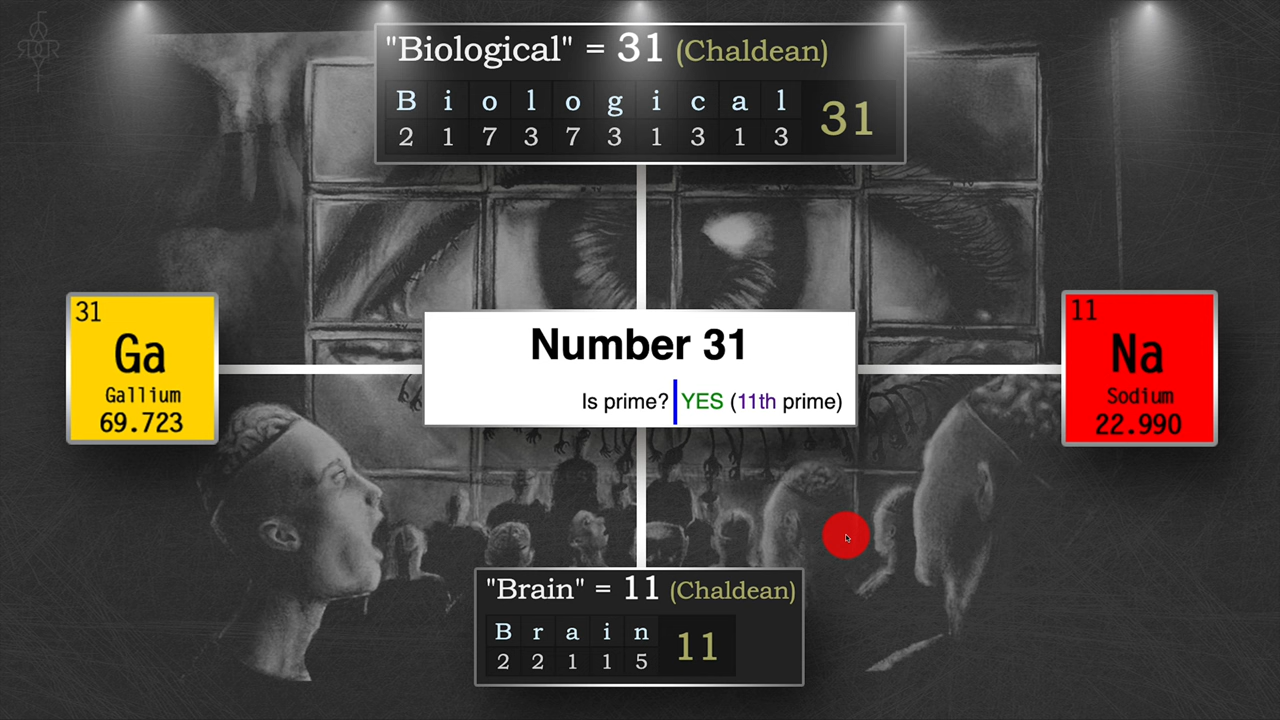 "Biological" = 31 (Chaldean)
B i o l o g i c a l
2 1 7 3 7 3 1 3 1 3
31
31
Ga
Gallium
69.723
Number 31
Is prime? YES (11th prime)
11
Na
Sodium
22.990
"Brain" = 11 (Chaldean)
B r a i n
2 2 1 1 5
11